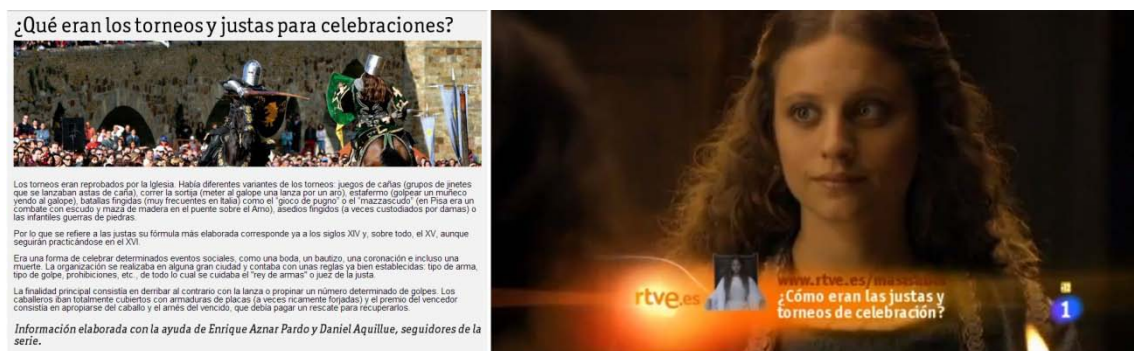 ¿Qué eran los torneos y justas para celebraciones?
Los torneos eran reprobados por la Iglesia. Había diferentes variantes de los torneos: juegos de cañas (grupos de jinetes
que se lanzaban astas de caña), correr la sortija (meter al galope una lanza por un aro), estafermo (golpear un muñeco
yendo al galope), batallas fingidas (muy frecuentes en Italia) como el "gioco de pugno" o el "mazzascudo" (en Pisa era un
combate con escudo y maza de madera en el puente sobre el Arno), asedios fingidos (a veces custodiados por damas) o
las infantiles guerras de piedras.
Por lo que se refiere a las justas su fórmula más elaborada corresponde ya a los siglos XIV y, sobre todo, el XV, aunque
seguirán practicándose en el XVI.
Era una forma de celebrar determinados eventos sociales, como una boda, un bautizo, una coronación e incluso una
muerte. La organización se realizaba en alguna gran ciudad y contaba con unas reglas ya bien establecidas: tipo de arma,
tipo de golpe, prohibiciones, etc., de todo lo cual se cuidaba el "rey de armas" o juez de la justa.
La finalidad principal consistía en derribar al contrario con la lanza o propinar un número determinado de golpes. Los
caballeros iban totalmente cubiertos con armaduras de placas (a veces ricamente forjadas) y el premio del vencedor
consistía en apropiarse del caballo y el arnés del vencido, que debía pagar un rescate para recuperarlos.
Información elaborada con la ayuda de Enrique Aznar Pardo y Daniel Aquillue, seguidores de la
serie.
rtve.es
www.rtve.es/masisabel
¿Cómo eran las justas y
torneos de celebración?
1